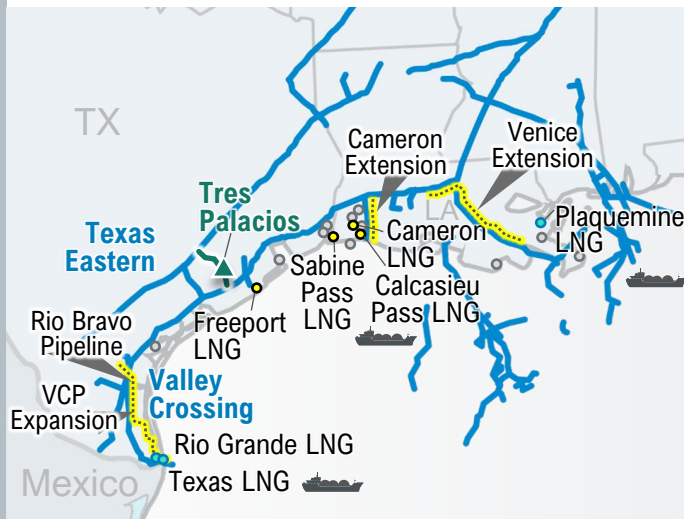 TX
Cameron
Extension
Venice
Extension
Tres
Palacios
LA
Plaquemine
LNG
Texas
Eastern
Cameron
LNG
Sabine
Pass
LNG
Calcasieu
Pass LNG
Freeport
LNG
Rio Bravo
Pipeline
VCP
Expansion
Valley
Crossing
Rio Grande LNG
Texas LNG
Mexico